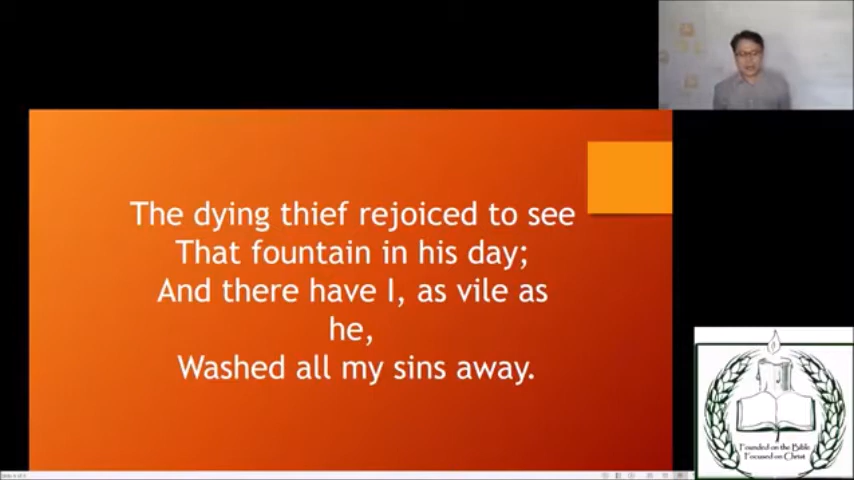 The dying thief rejoiced to see
That fountain in his day;
And there have I, as vile as
he,
Washed all my sins away.
Founded on the Bible
Focused on Christ